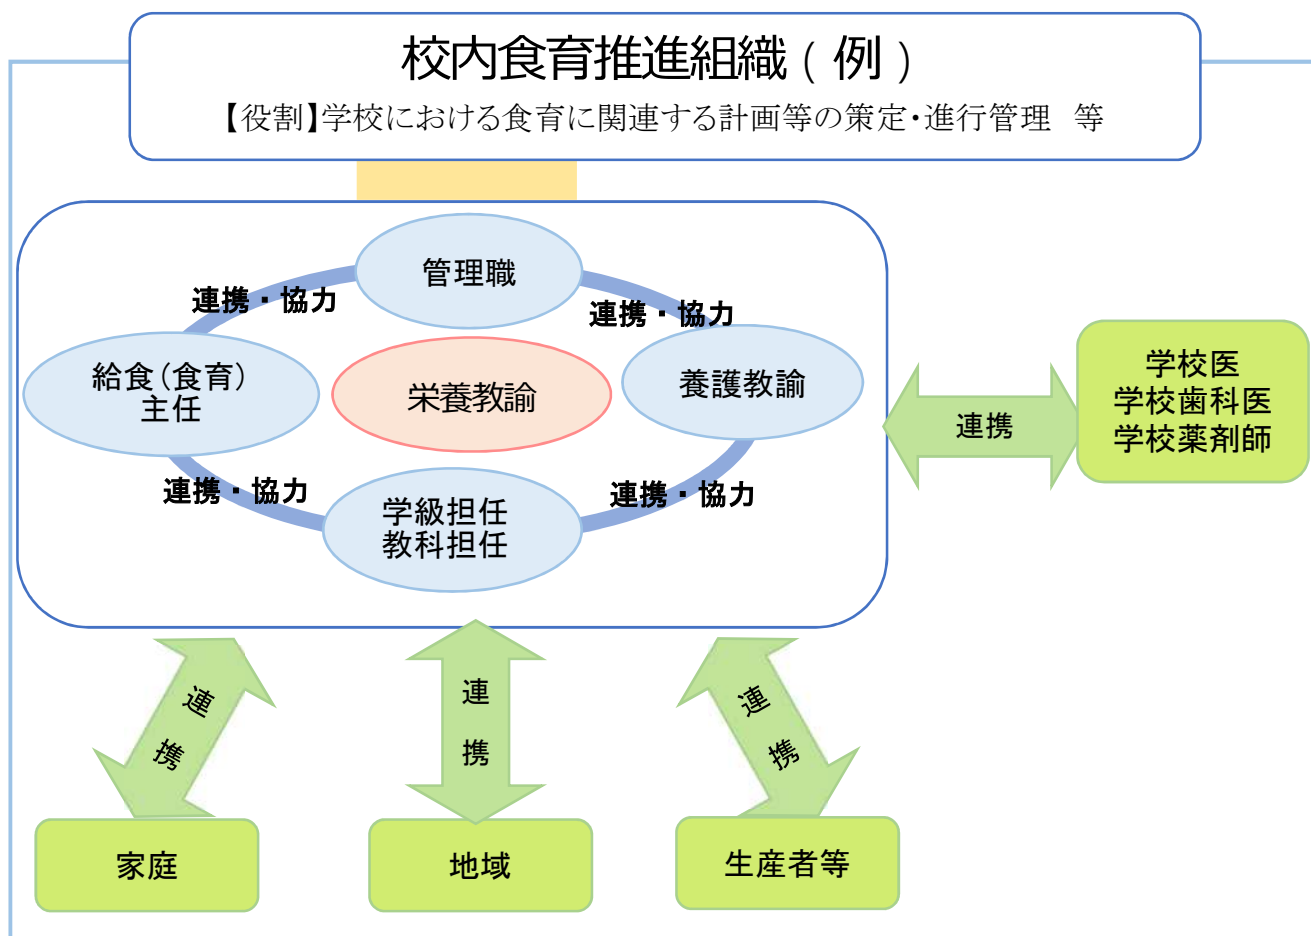 校内食育推進組織(例)
【役割】学校における食育に関連する計画等の策定・進行管理　等
管理職
連携・協力
連携・協力
給食(食育)
主任
栄養教諭
養護教諭
連携・協力
連携・協力
学級担任
教科担任
連携
学校医
学校歯科医
学校薬剤師
連携
連携
連携
家庭
地域
生産者等